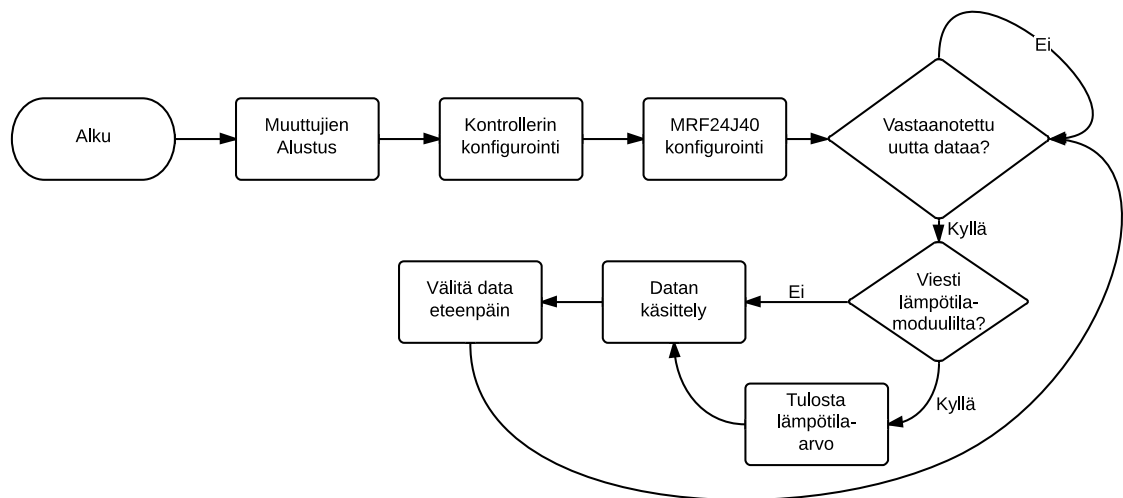 Alku
Muuttujien
Alustus
Kontrollerin
konfigurointi
MRF24J40
konfigurointi
Vastaanotettu
uutta dataa?
Ei
Kyllä
Viesti
lämpötila-
moduulilta?
Ei
Datan
käsittely
Välitä data
eteenpäin
Kyllä
Tulosta
lämpötila-
arvo